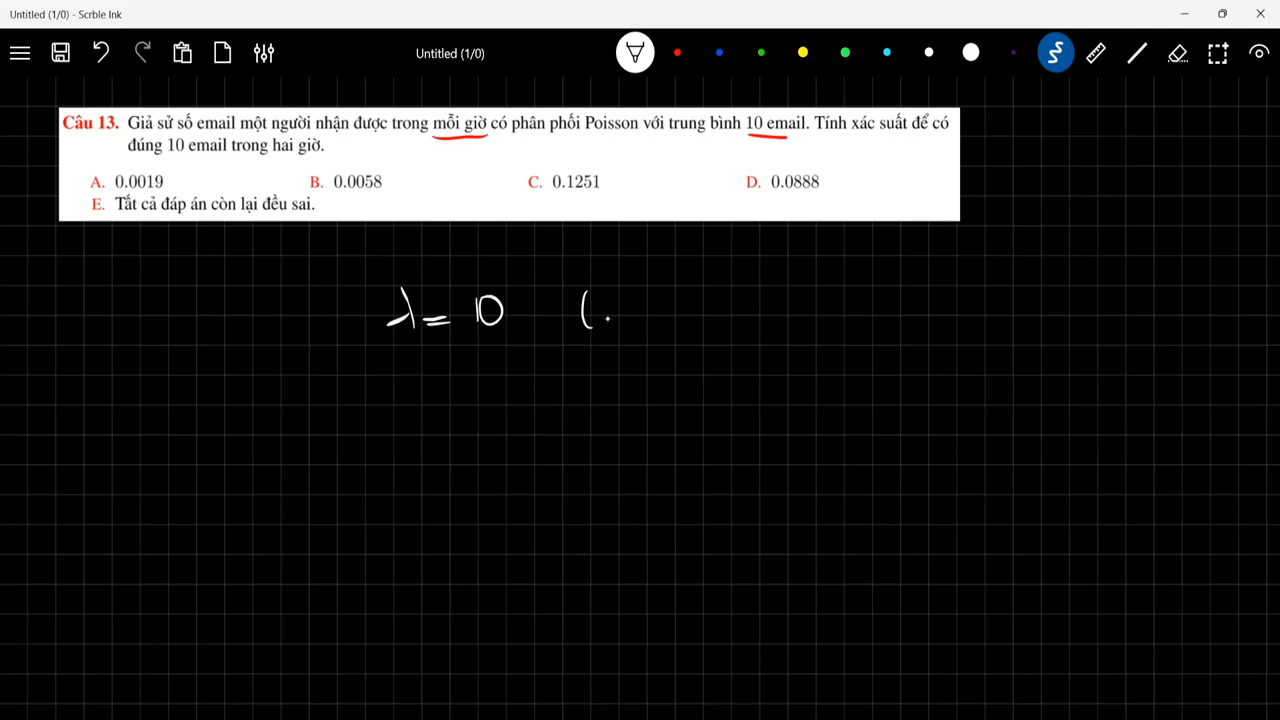 Untitled (1/0) - Scrble Ink
Untitled (1/0)
Câu 13. Giả sử số email một người nhận được trong mỗi giờ có phân phối Poisson với trung bình 10 email. Tính xác suất để có
đúng 10 email trong hai giờ.
A. 0.0019 B. 0.0058 C. 0.1251 D. 0.0888
E. Tất cả đáp án còn lại đều sai.
λ = 10 (